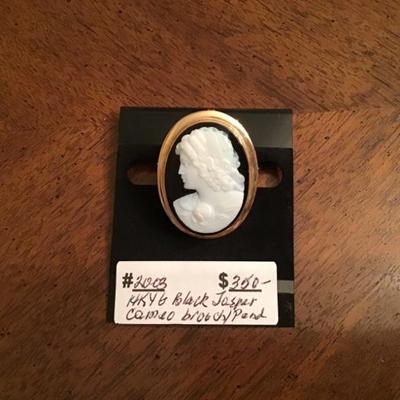 #2003 $350-
14KYG Black Jasper
Cameo brooch/Pend